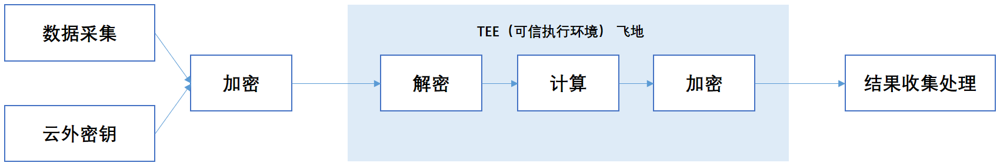 数据采集
云外密钥
加密
TEE（可信执行环境） 飞地
解密
计算
加密
结果收集处理